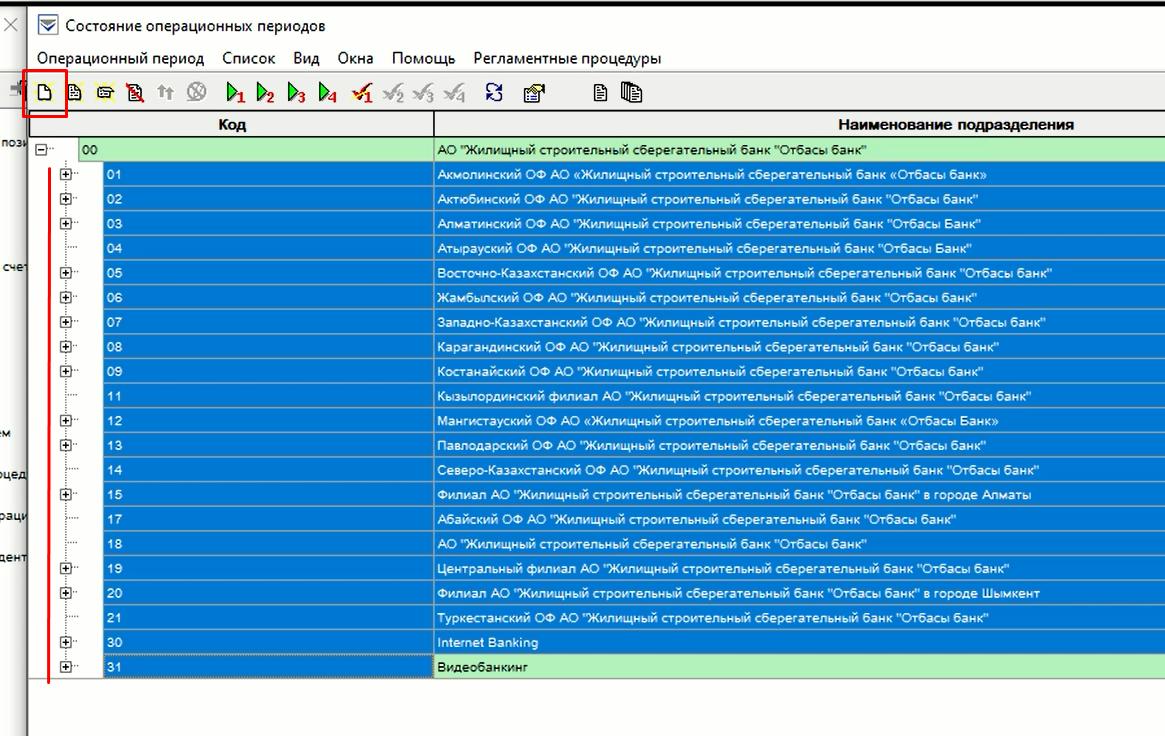 Состояние операционных периодов
Операционный период Список Вид Окна Помощь Регламентные процедуры
1 2 3 4 1 2 3 4
Код Наименование подразделения
00 АО "Жилищный строительный сберегательный банк "Отбасы банк"
01 Акмолинский ОФ АО «Жилищный строительный сберегательный банк «Отбасы банк»
02 Актюбинский ОФ АО "Жилищный строительный сберегательный банк "Отбасы банк"
03 Алматинский ОФ АО "Жилищный строительный сберегательный банк "Отбасы Банк"
04 Атырауский ОФ АО "Жилищный строительный сберегательный банк "Отбасы Банк"
05 Восточно-Казахстанский ОФ АО "Жилищный строительный сберегательный банк "Отбасы банк"
06 Жамбылский ОФ АО "Жилищный строительный сберегательный банк "Отбасы банк"
07 Западно-Казахстанский ОФ АО "Жилищный строительный сберегательный банк "Отбасы банк"
08 Карагандинский ОФ АО "Жилищный строительный сберегательный банк "Отбасы банк"
09 Костанайский ОФ АО "Жилищный строительный сберегательный банк "Отбасы банк"
11 Кызылординский филиал АО "Жилищный строительный сберегательный банк "Отбасы банк"
12 Мангистауский ОФ АО «Жилищный строительный сберегательный банк «Отбасы Банк»
13 Павлодарский ОФ АО "Жилищный строительный сберегательный банк "Отбасы банк"
14 Северо-Казахстанский ОФ АО "Жилищный строительный сберегательный банк "Отбасы банк"
15 Филиал АО "Жилищный строительный сберегательный банк "Отбасы банк" в городе Алматы
17 Абайский ОФ АО "Жилищный строительный сберегательный банк "Отбасы банк"
18 АО "Жилищный строительный сберегательный банк "Отбасы банк"
19 Центральный филиал АО "Жилищный строительный сберегательный банк "Отбасы банк"
20 Филиал АО "Жилищный строительный сберегательный банк "Отбасы банк" в городе Шымкент
21 Туркестанский ОФ АО "Жилищный строительный сберегательный банк "Отбасы банк"
30 Internet Banking
31 Видеобанкинг